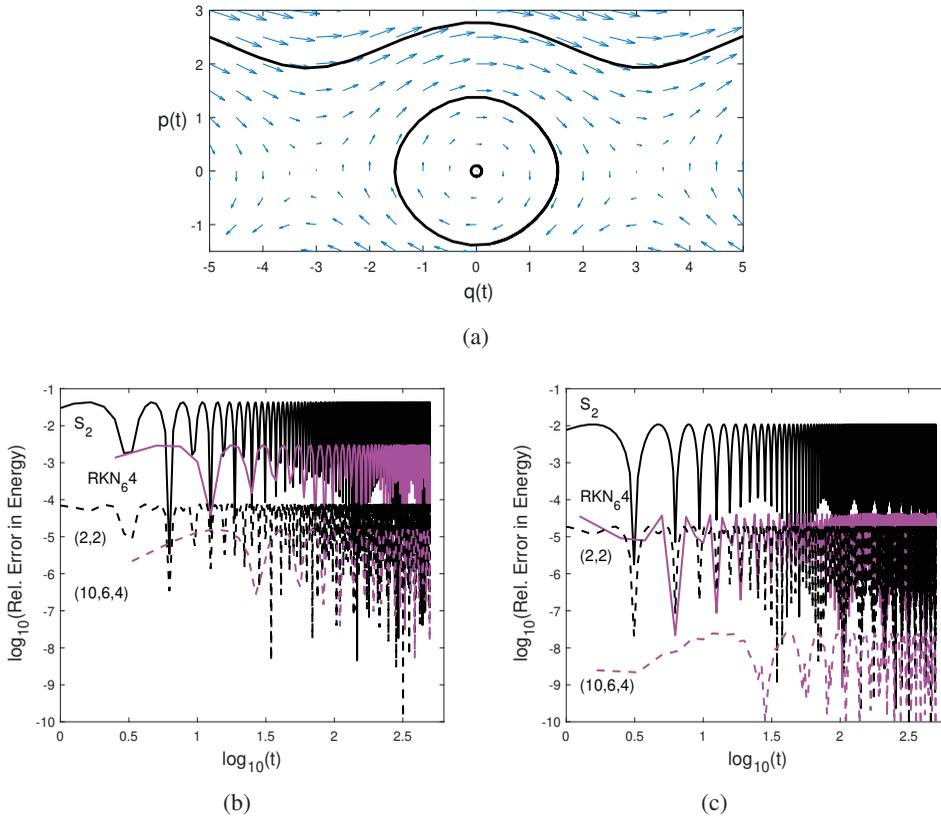 3
2
1
0
-1
p(t)
-5 -4 -3 -2 -1 0 1 2 3 4 5
q(t)
(a)
-1
-2
-3
-4
-5
-6
-7
-8
-9
-10
log10(Rel. Error in Energy)
S2
RKN64
(2,2)
(10,6,4)
0 0.5 1 1.5 2 2.5
log10(t)
(b)
-1
-2
-3
-4
-5
-6
-7
-8
-9
-10
log10(Rel. Error in Energy)
S2
RKN64
(2,2)
(10,6,4)
0 0.5 1 1.5 2 2.5
log10(t)
(c)